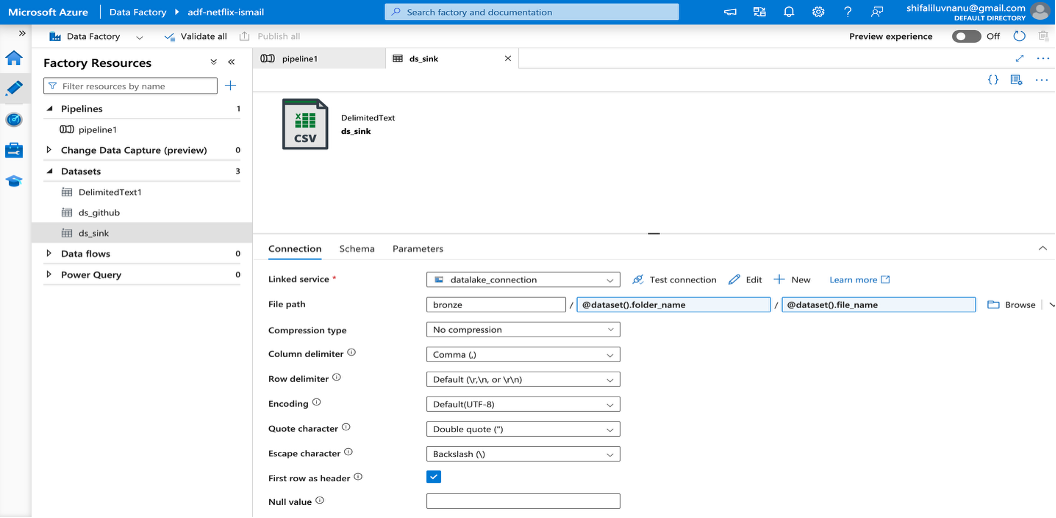 Microsoft Azure Data Factory adf-netflix-ismail Search factory and documentation shifaliluvnanu@gmail.com
DEFAULT DIRECTORY
Data Factory Validate all Publish all Preview experience Off
Factory Resources
pipeline1 ds_sink
Filter resources by name
Pipelines 1
pipeline1
Change Data Capture (preview) 0
Datasets 3
DelimitedText1
ds_github
ds_sink
Data flows 0
Power Query 0
CSV
DelimitedText
ds_sink
Connection Schema Parameters
Linked service * datalake_connection Test connection Edit New Learn more
File path bronze / @dataset().folder_name / @dataset().file_name Browse
Compression type No compression
Column delimiter Comma (,)
Row delimiter Default (\r,\n, or \r\n)
Encoding Default(UTF-8)
Quote character Double quote (")
Escape character Backslash (\)
First row as header
Null value